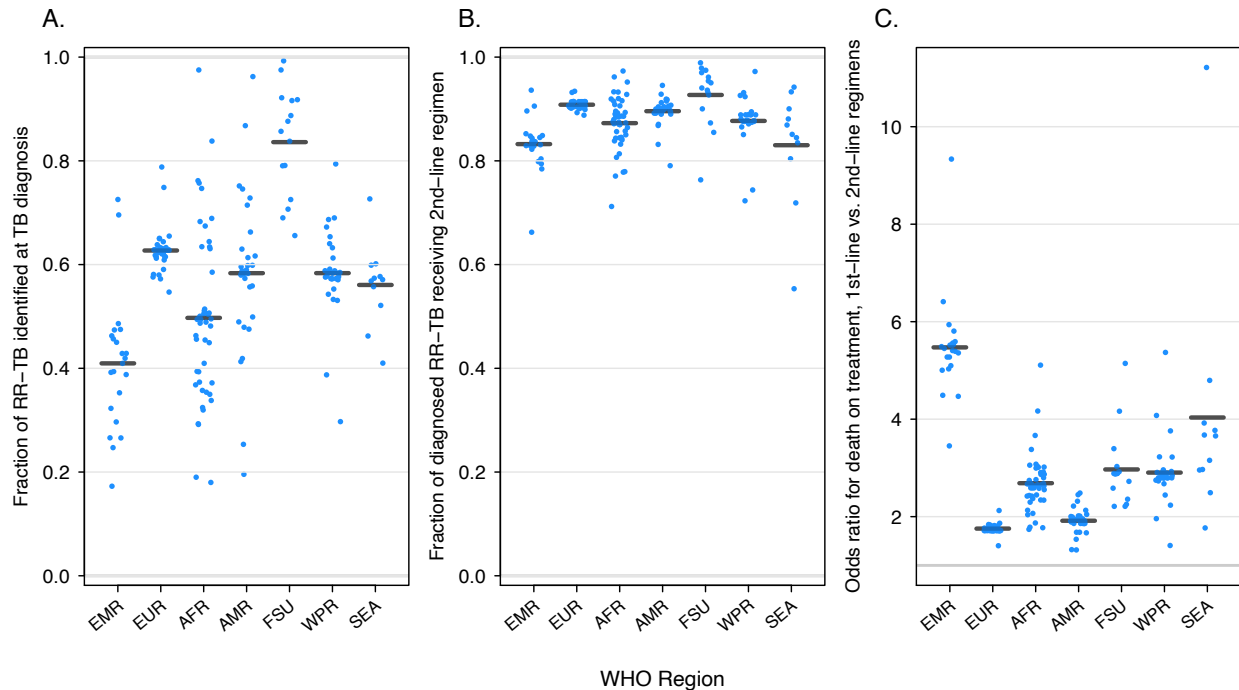 A.
Fraction of RR−TB identified at TB diagnosis
1.0
0.8
0.6
0.4
0.2
0.0
EMR
EUR
AFR
AMR
FSU
WPR
SEA
B.
Fraction of diagnosed RR−TB receiving 2nd−line regimen
1.0
0.8
0.6
0.4
0.2
0.0
EMR
EUR
AFR
AMR
FSU
WPR
SEA
C.
Odds ratio for death on treatment, 1st−line vs. 2nd−line regimens
10
8
6
4
2
EMR
EUR
AFR
AMR
FSU
WPR
SEA
WHO Region